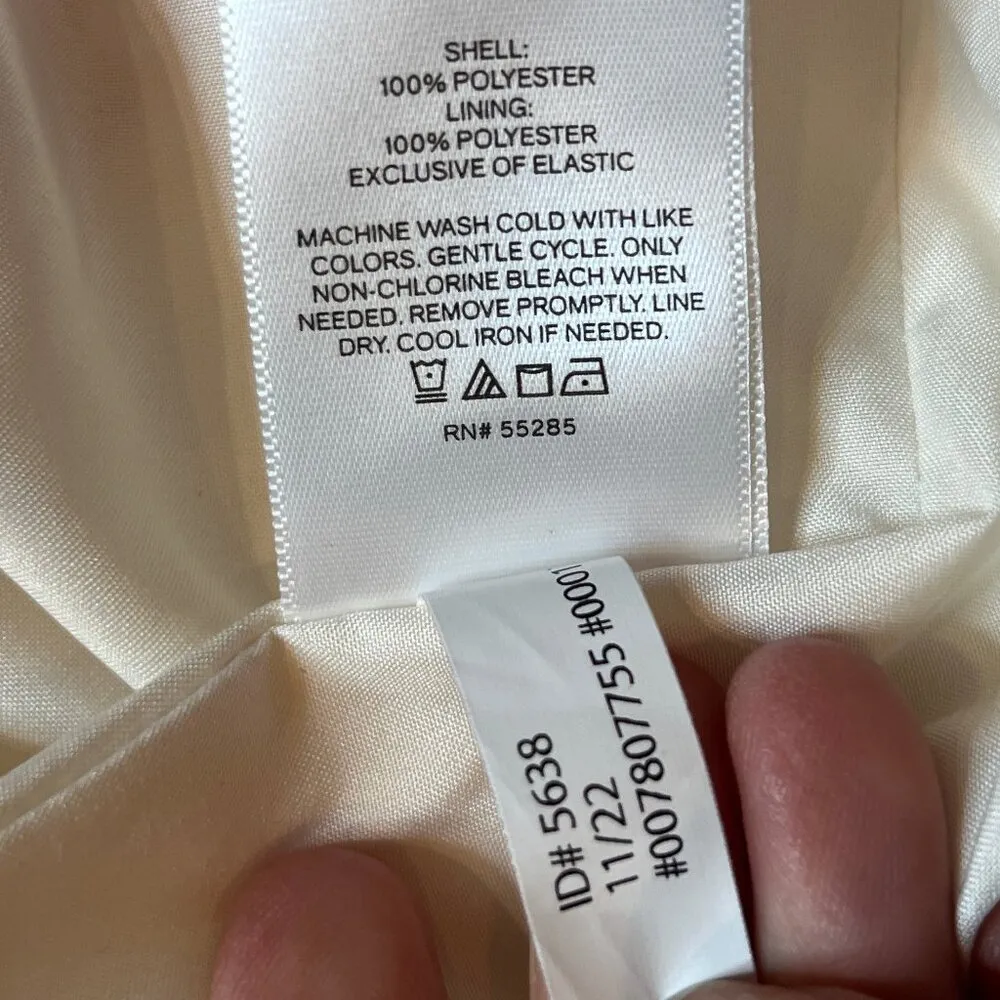 SHELL:
100% POLYESTER
LINING:
100% POLYESTER
EXCLUSIVE OF ELASTIC
MACHINE WASH COLD WITH LIKE
COLORS. GENTLE CYCLE. ONLY
NON-CHLORINE BLEACH WHEN
NEEDED. REMOVE PROMPTLY. LINE
DRY. COOL IRON IF NEEDED.
RN# 55285
ID# 5638
11/22
#007807755 #0001